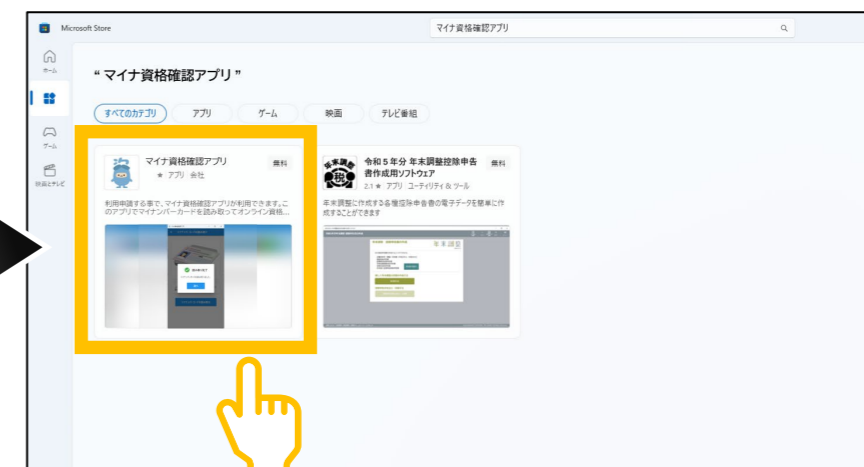 Microsoft Store
マイナ資格確認アプリ
ホーム
ゲーム
映画とテレビ
“ マイナ資格確認アプリ ”
すべてのカテゴリ
アプリ
ゲーム
映画
テレビ番組
マイナ資格確認アプリ
無料
★ アプリ 会社
利用申請する事で、マイナ資格確認アプリが利用できます。こ
のアプリでマイナンバーカードを読み取ってオンライン資格...
年末調整
税
令和５年分 年末調整控除申告
書作成用ソフトウェア
無料
2.1 ★ アプリ ユーティリティ & ツール
年末調整に作成する各種控除申告書の電子データを簡単に作
成することができます